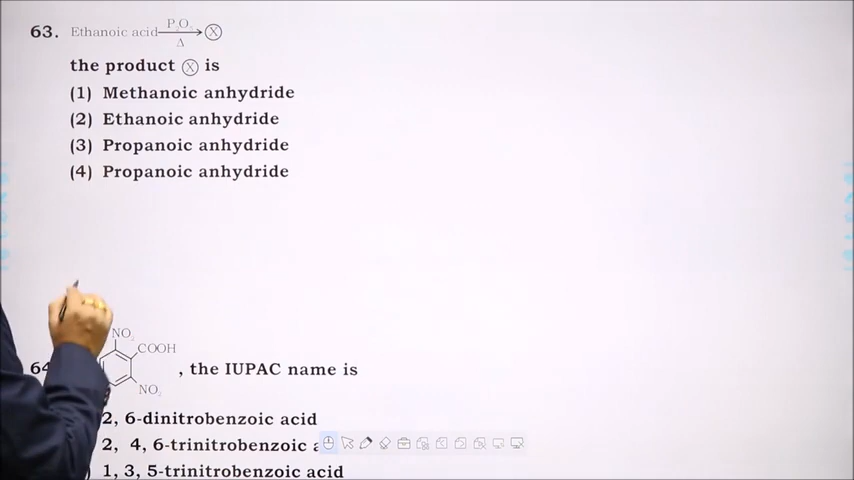 63. Ethanoic acid P₂O₅ Δ → Ⓧ
the product Ⓧ is
(1) Methanoic anhydride
(2) Ethanoic anhydride
(3) Propanoic anhydride
(4) Propanoic anhydride
NO₂
COOH
, the IUPAC name is
NO₂
2, 6-dinitrobenzoic acid
2, 4, 6-trinitrobenzoic
1, 3, 5-trinitrobenzoic acid